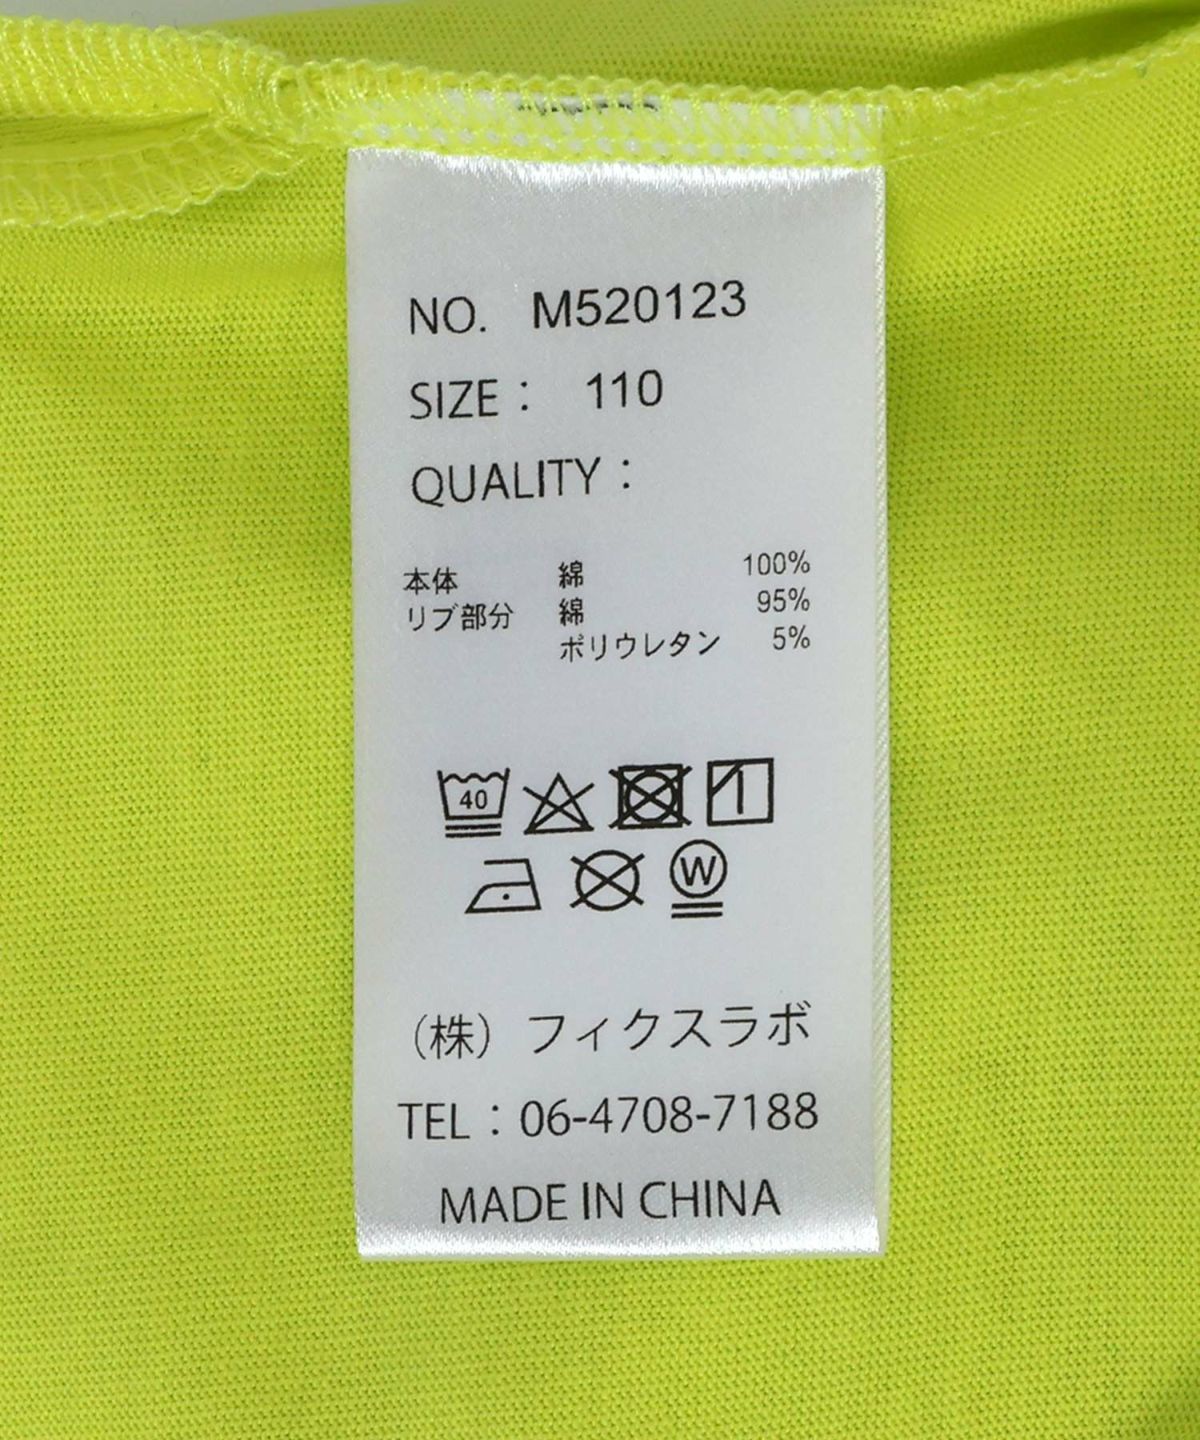 NO. M520123
SIZE： 110
QUALITY：
本体 綿 100%
リブ部分 綿 95%
ポリウレタン 5%
40
W
（株）フィクスラボ
TEL：06-4708-7188
MADE IN CHINA